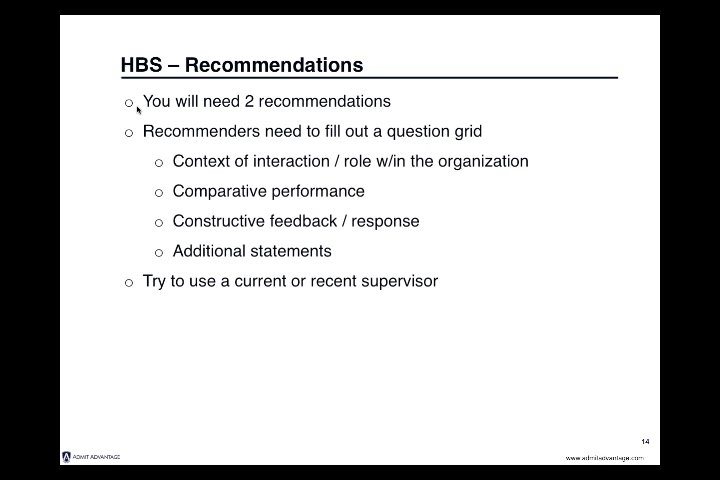 HBS – Recommendations
You will need 2 recommendations
Recommenders need to fill out a question grid
Context of interaction / role w/in the organization
Comparative performance
Constructive feedback / response
Additional statements
Try to use a current or recent supervisor
14
ADMIT ADVANTAGE
www.admitadvantage.com